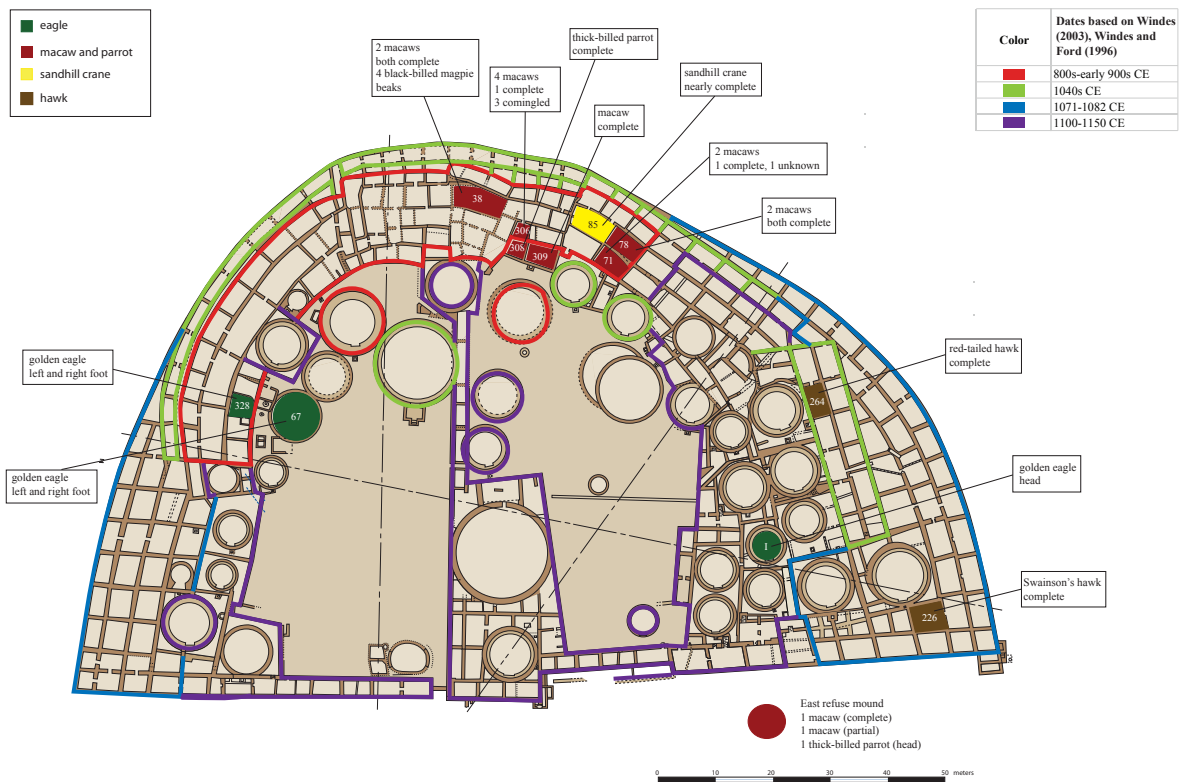 eagle
macaw and parrot
sandhill crane
hawk
2 macaws
both complete
4 black-billed magpie
beaks
4 macaws
1 complete
3 comingled
thick-billed parrot
complete
macaw
complete
sandhill crane
nearly complete
2 macaws
1 complete, 1 unknown
2 macaws
both complete
Color
Dates based on Windes
(2003), Windes and
Ford (1996)
800s-early 900s CE
1040s CE
1071-1082 CE
1100-1150 CE
38
306
308
309
85
78
71
golden eagle
left and right foot
328
67
golden eagle
left and right foot
red-tailed hawk
complete
264
golden eagle
head
I
Swainson's hawk
complete
226
East refuse mound
1 macaw (complete)
1 macaw (partial)
1 thick-billed parrot (head)
0 10 20 30 40 50 meters